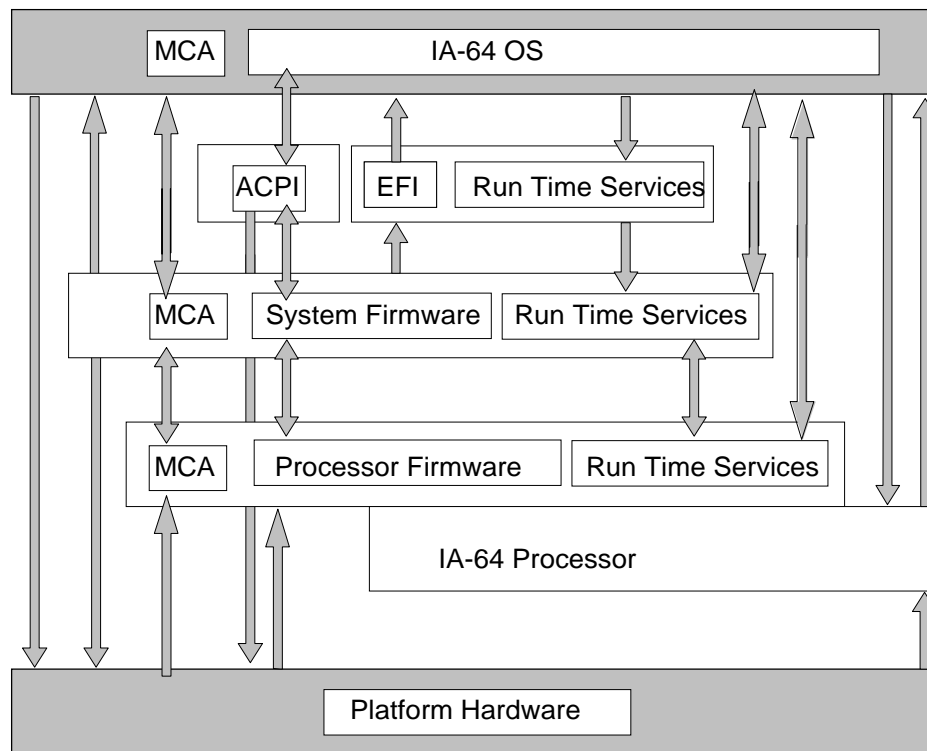 MCA IA-64 OS
ACPI EFI Run Time Services
MCA System Firmware Run Time Services
MCA Processor Firmware Run Time Services
IA-64 Processor
Platform Hardware